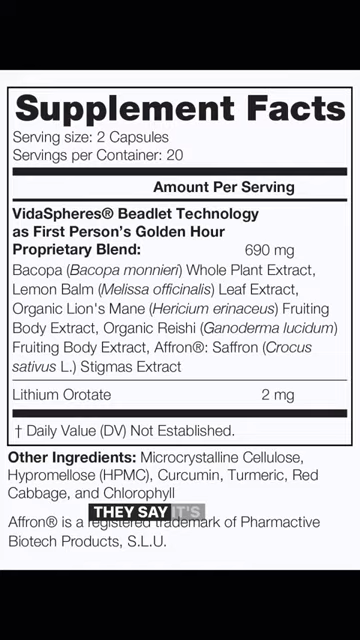 Supplement Facts
Serving size: 2 Capsules
Servings per Container: 20
Amount Per Serving
VidaSpheres® Beadlet Technology
as First Person's Golden Hour
Proprietary Blend: 690 mg
Bacopa (Bacopa monnieri) Whole Plant Extract,
Lemon Balm (Melissa officinalis) Leaf Extract,
Organic Lion's Mane (Hericium erinaceus) Fruiting
Body Extract, Organic Reishi (Ganoderma lucidum)
Fruiting Body Extract, Affron®: Saffron (Crocus
sativus L.) Stigmas Extract
Lithium Orotate 2 mg
† Daily Value (DV) Not Established.
Other Ingredients: Microcrystalline Cellulose,
Hypromellose (HPMC), Curcumin, Turmeric, Red
Cabbage, and Chlorophyll
THEY SAY IT'S
Affron® is a registered trademark of Pharmactive
Biotech Products, S.L.U.